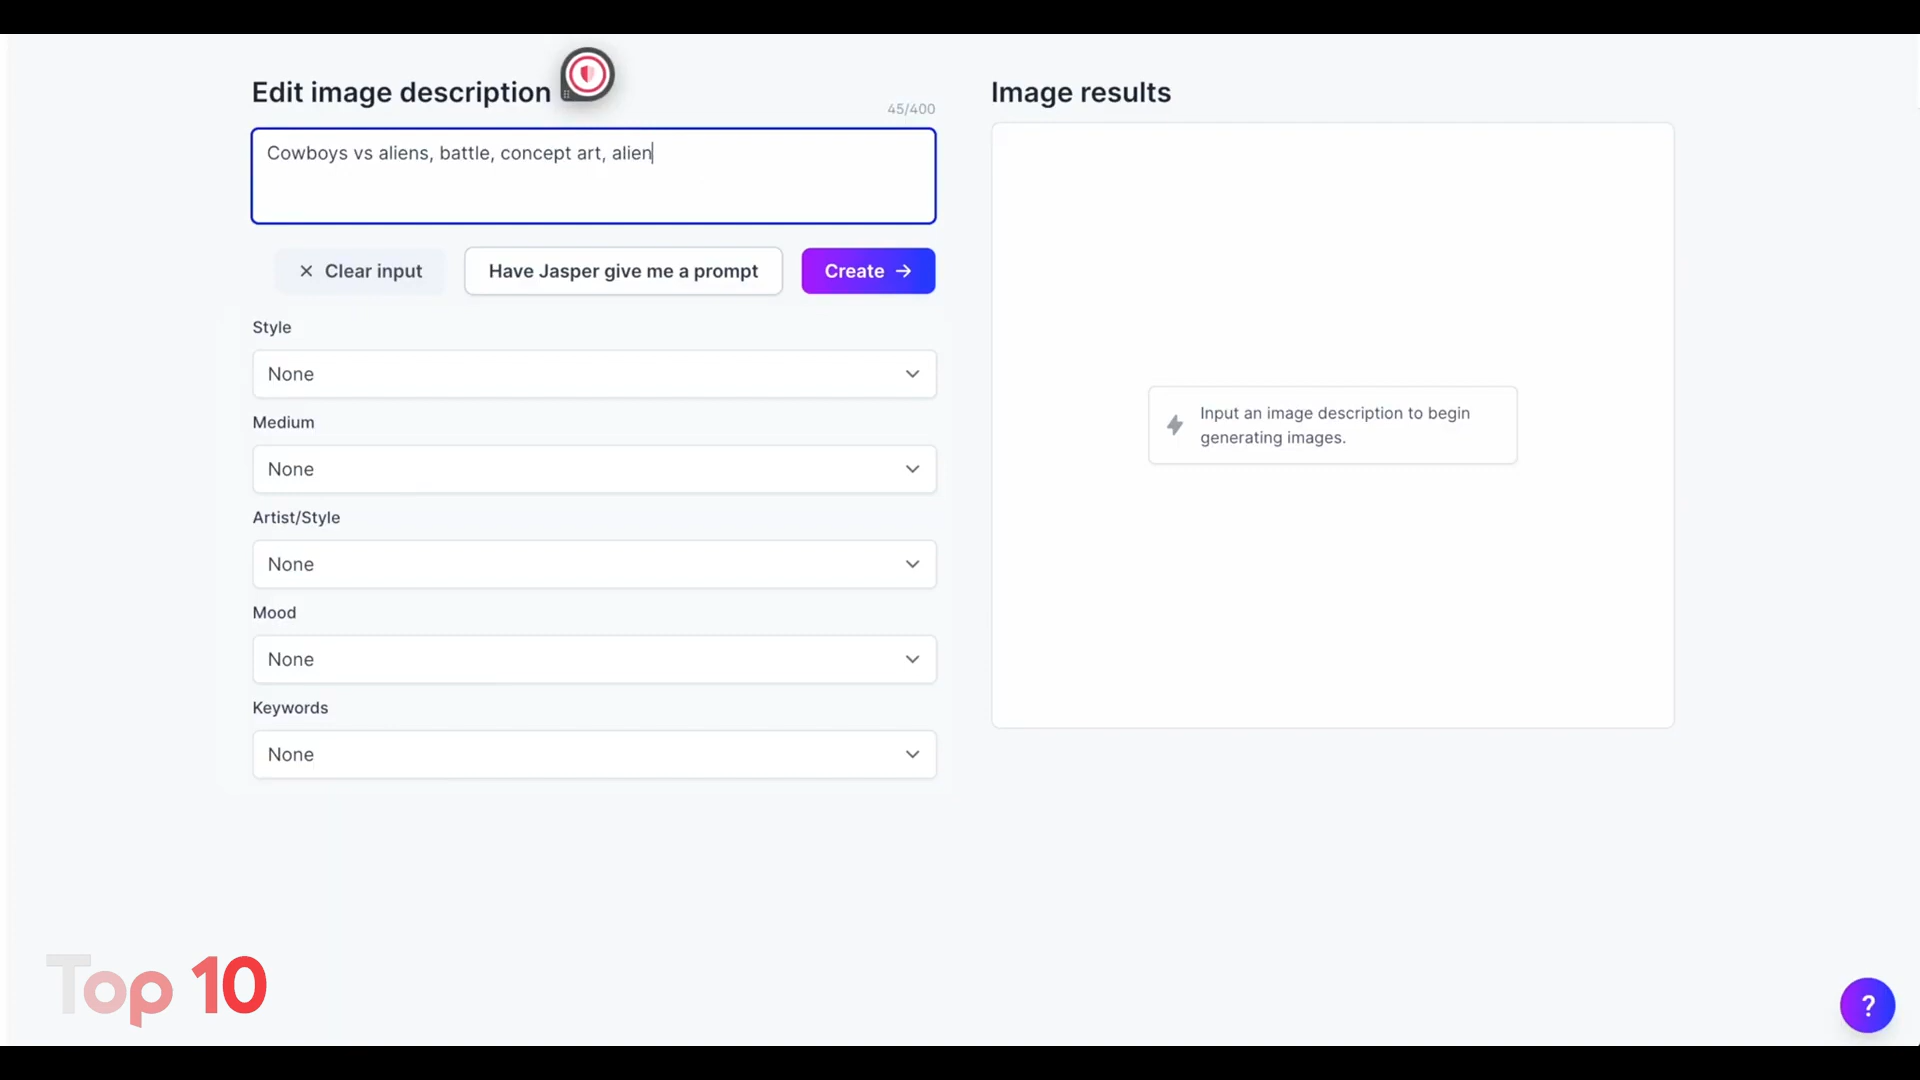 Edit image description
45/400
Cowboys vs aliens, battle, concept art, alien
Clear input
Have Jasper give me a prompt
Create
Style
None
Medium
None
Artist/Style
None
Mood
None
Keywords
None
Image results
Input an image description to begin
generating images.
Top 10
?